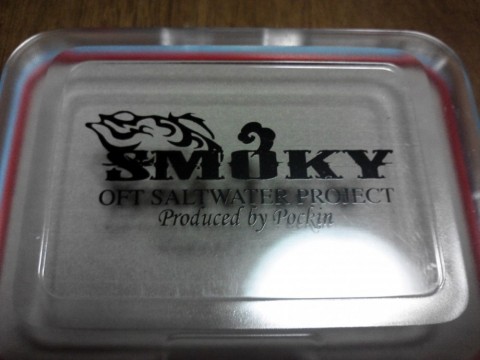 SMOKY
OFT SALTWATER PROJECT
Produced by Pockin